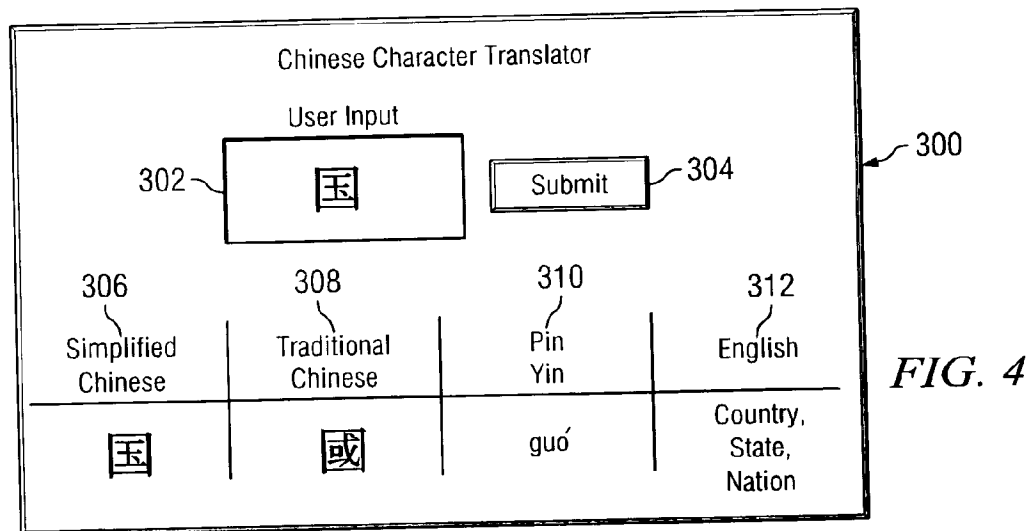 Chinese Character Translator
User Input
302
国
Submit
304
300
306
308
310
312
Simplified
Chinese
Traditional
Chinese
Pin
Yin
English
国
國
guó
Country,
State,
Nation
FIG. 4